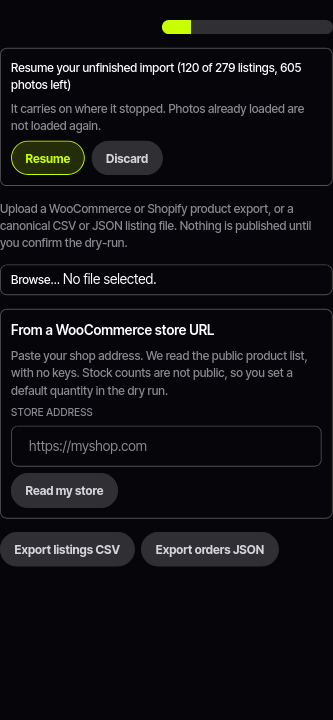 Resume your unfinished import (120 of 279 listings, 605
photos left)
It carries on where it stopped. Photos already loaded are
not loaded again.
Resume
Discard
Upload a WooCommerce or Shopify product export, or a
canonical CSV or JSON listing file. Nothing is published until
you confirm the dry-run.
Browse... No file selected.
From a WooCommerce store URL
Paste your shop address. We read the public product list,
with no keys. Stock counts are not public, so you set a
default quantity in the dry run.
STORE ADDRESS
https://myshop.com
Read my store
Export listings CSV
Export orders JSON